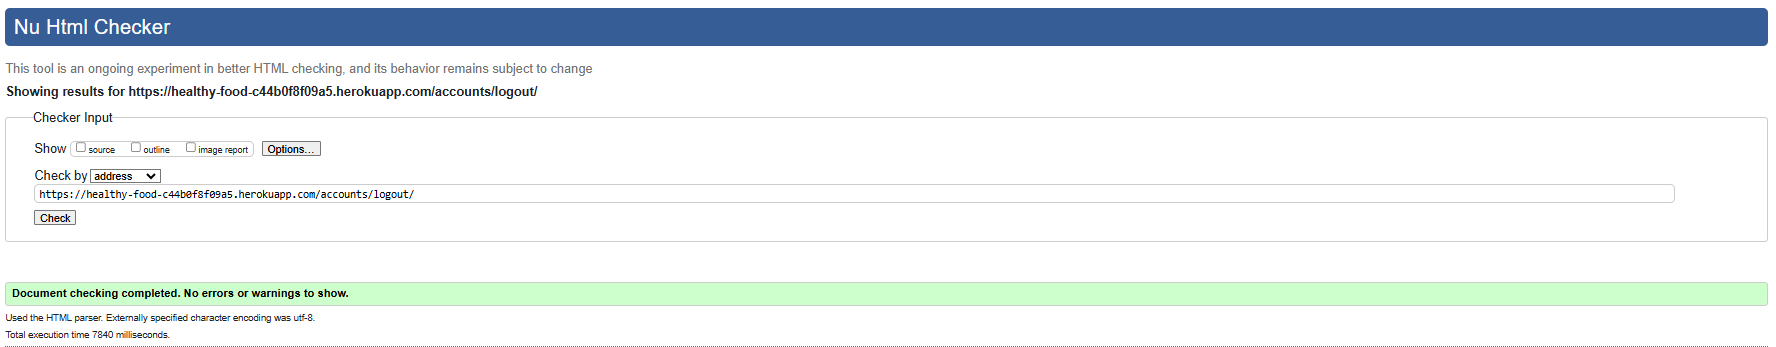 Nu Html Checker
This tool is an ongoing experiment in better HTML checking, and its behavior remains subject to change
Showing results for https://healthy-food-c44b0f8f09a5.herokuapp.com/accounts/logout/
Checker Input
Show source outline image report Options...
Check by address
https://healthy-food-c44b0f8f09a5.herokuapp.com/accounts/logout/
Check
Document checking completed. No errors or warnings to show.
Used the HTML parser. Externally specified character encoding was utf-8.
Total execution time 7840 milliseconds.